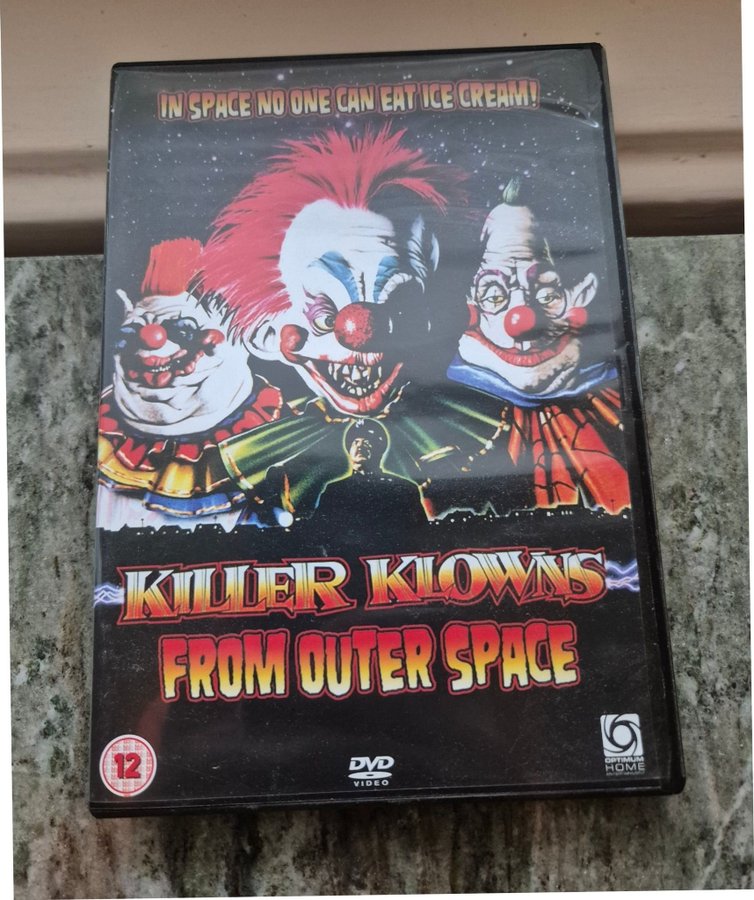 IN SPACE NO ONE CAN EAT ICE CREAM!
KILLER KLOWNS
FROM OUTER SPACE
12
DVD
VIDEO
OPTIMUM
HOME